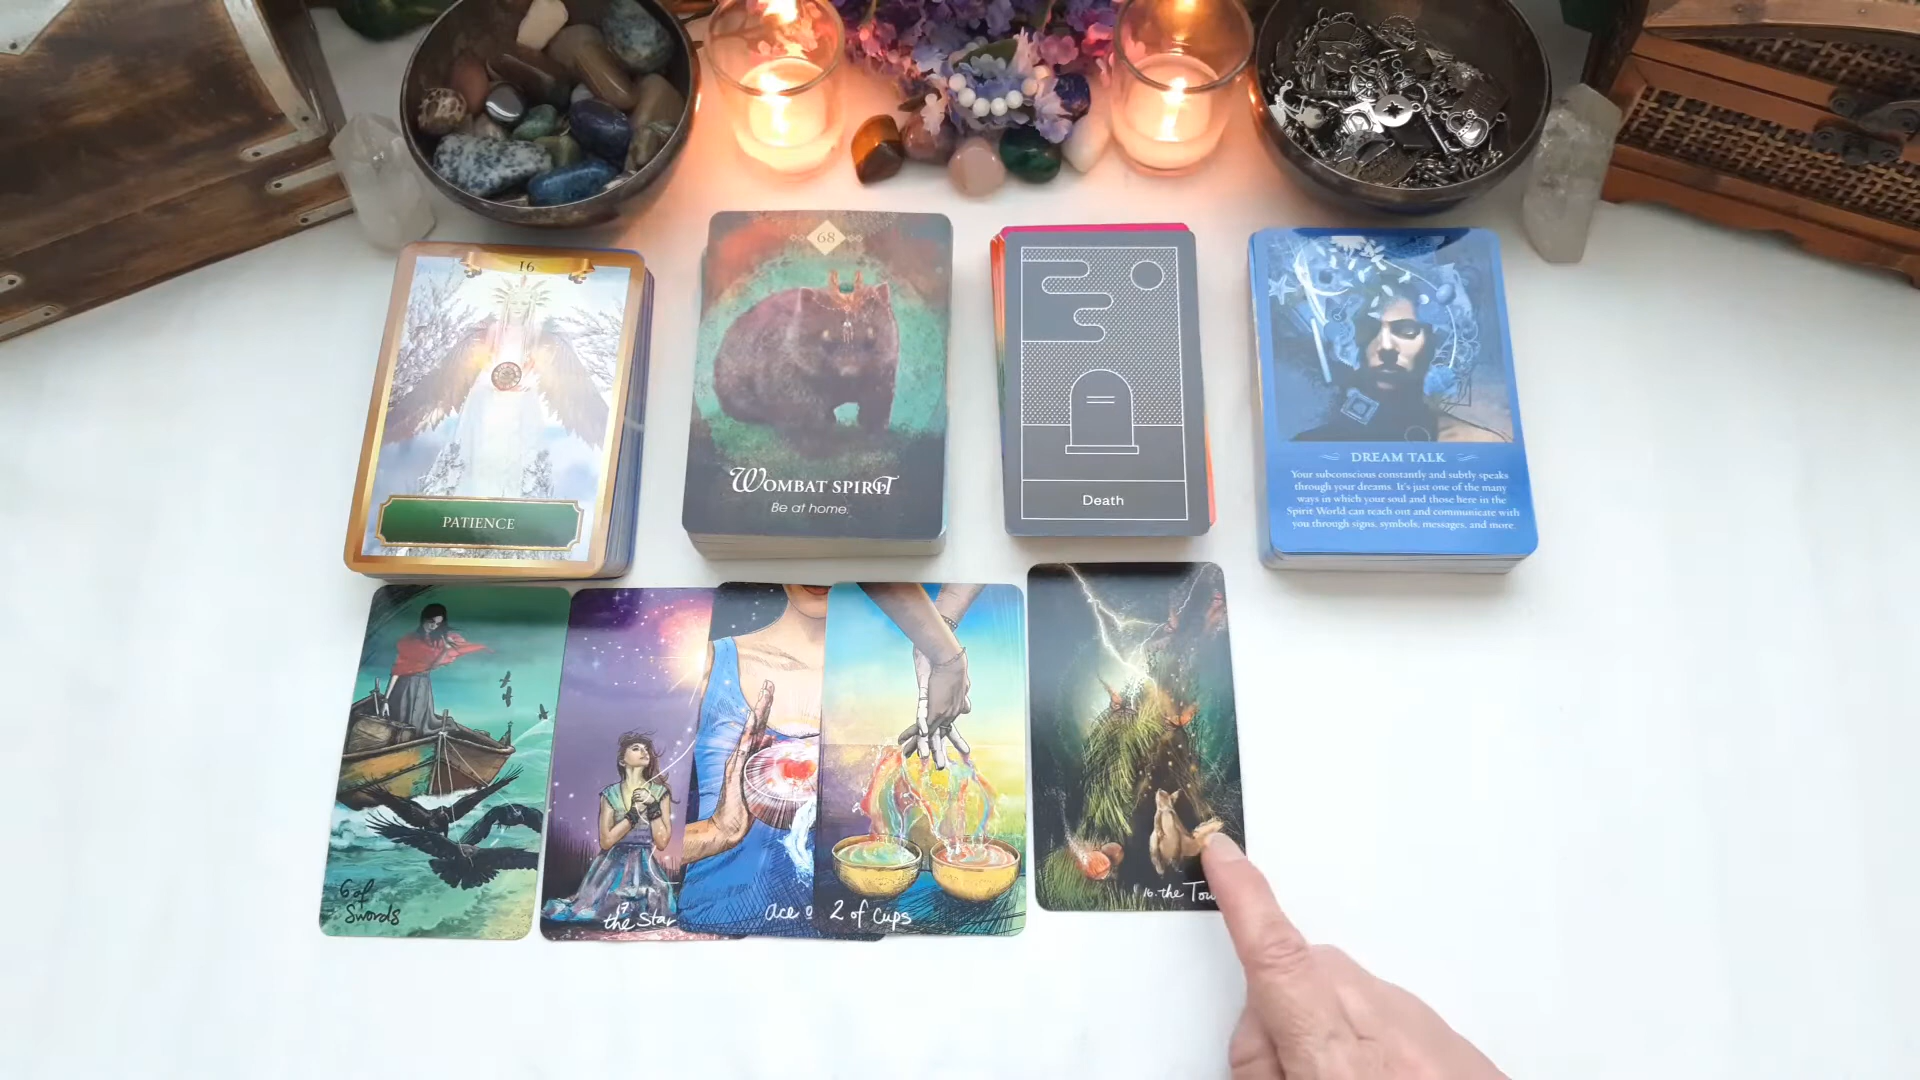 16
PATIENCE
68
WOMBAT SPIRIT
Be at home.
Death
DREAM TALK
Your subconscious constantly and subtly speaks
through your dreams. It's just one of the many
ways in which your soul and those here in the
Spirit World can reach out and communicate with
you through signs, symbols, messages, and more.
6 of
Swords
17.
the Star
ace o
2 of cups
16. the Tow